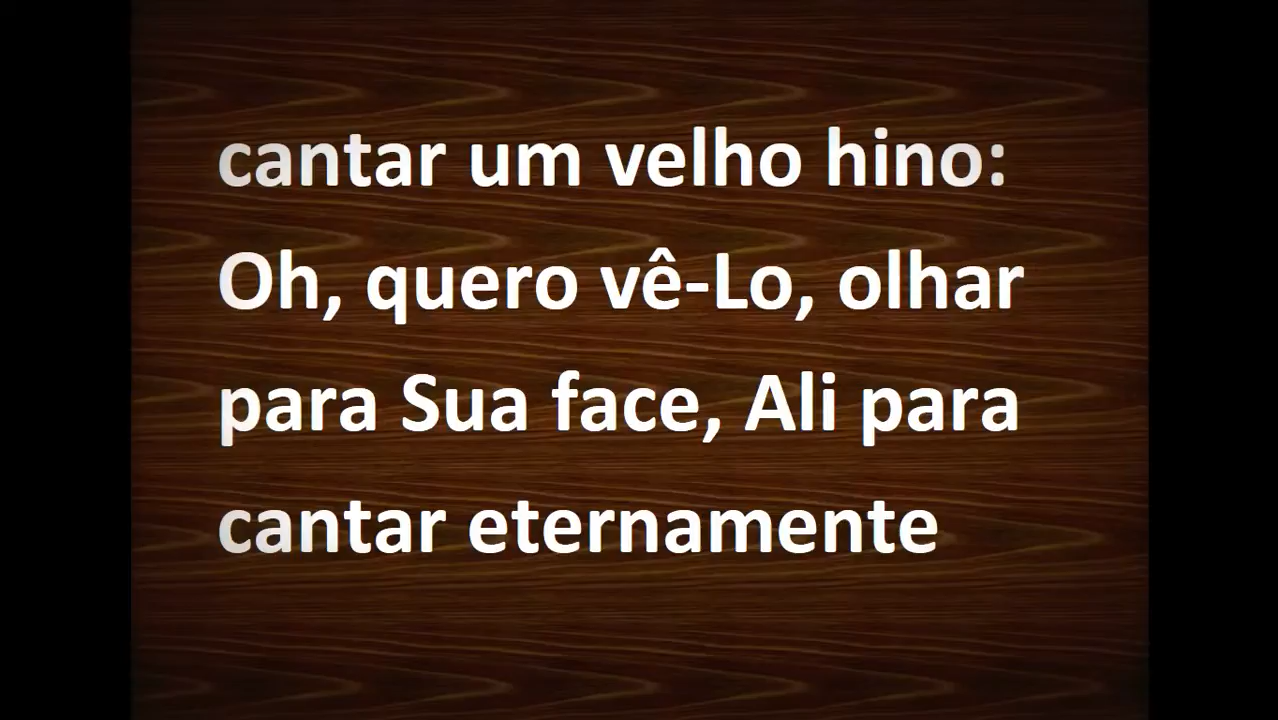 cantar um velho hino:
Oh, quero vê-Lo, olhar
para Sua face, Ali para
cantar eternamente